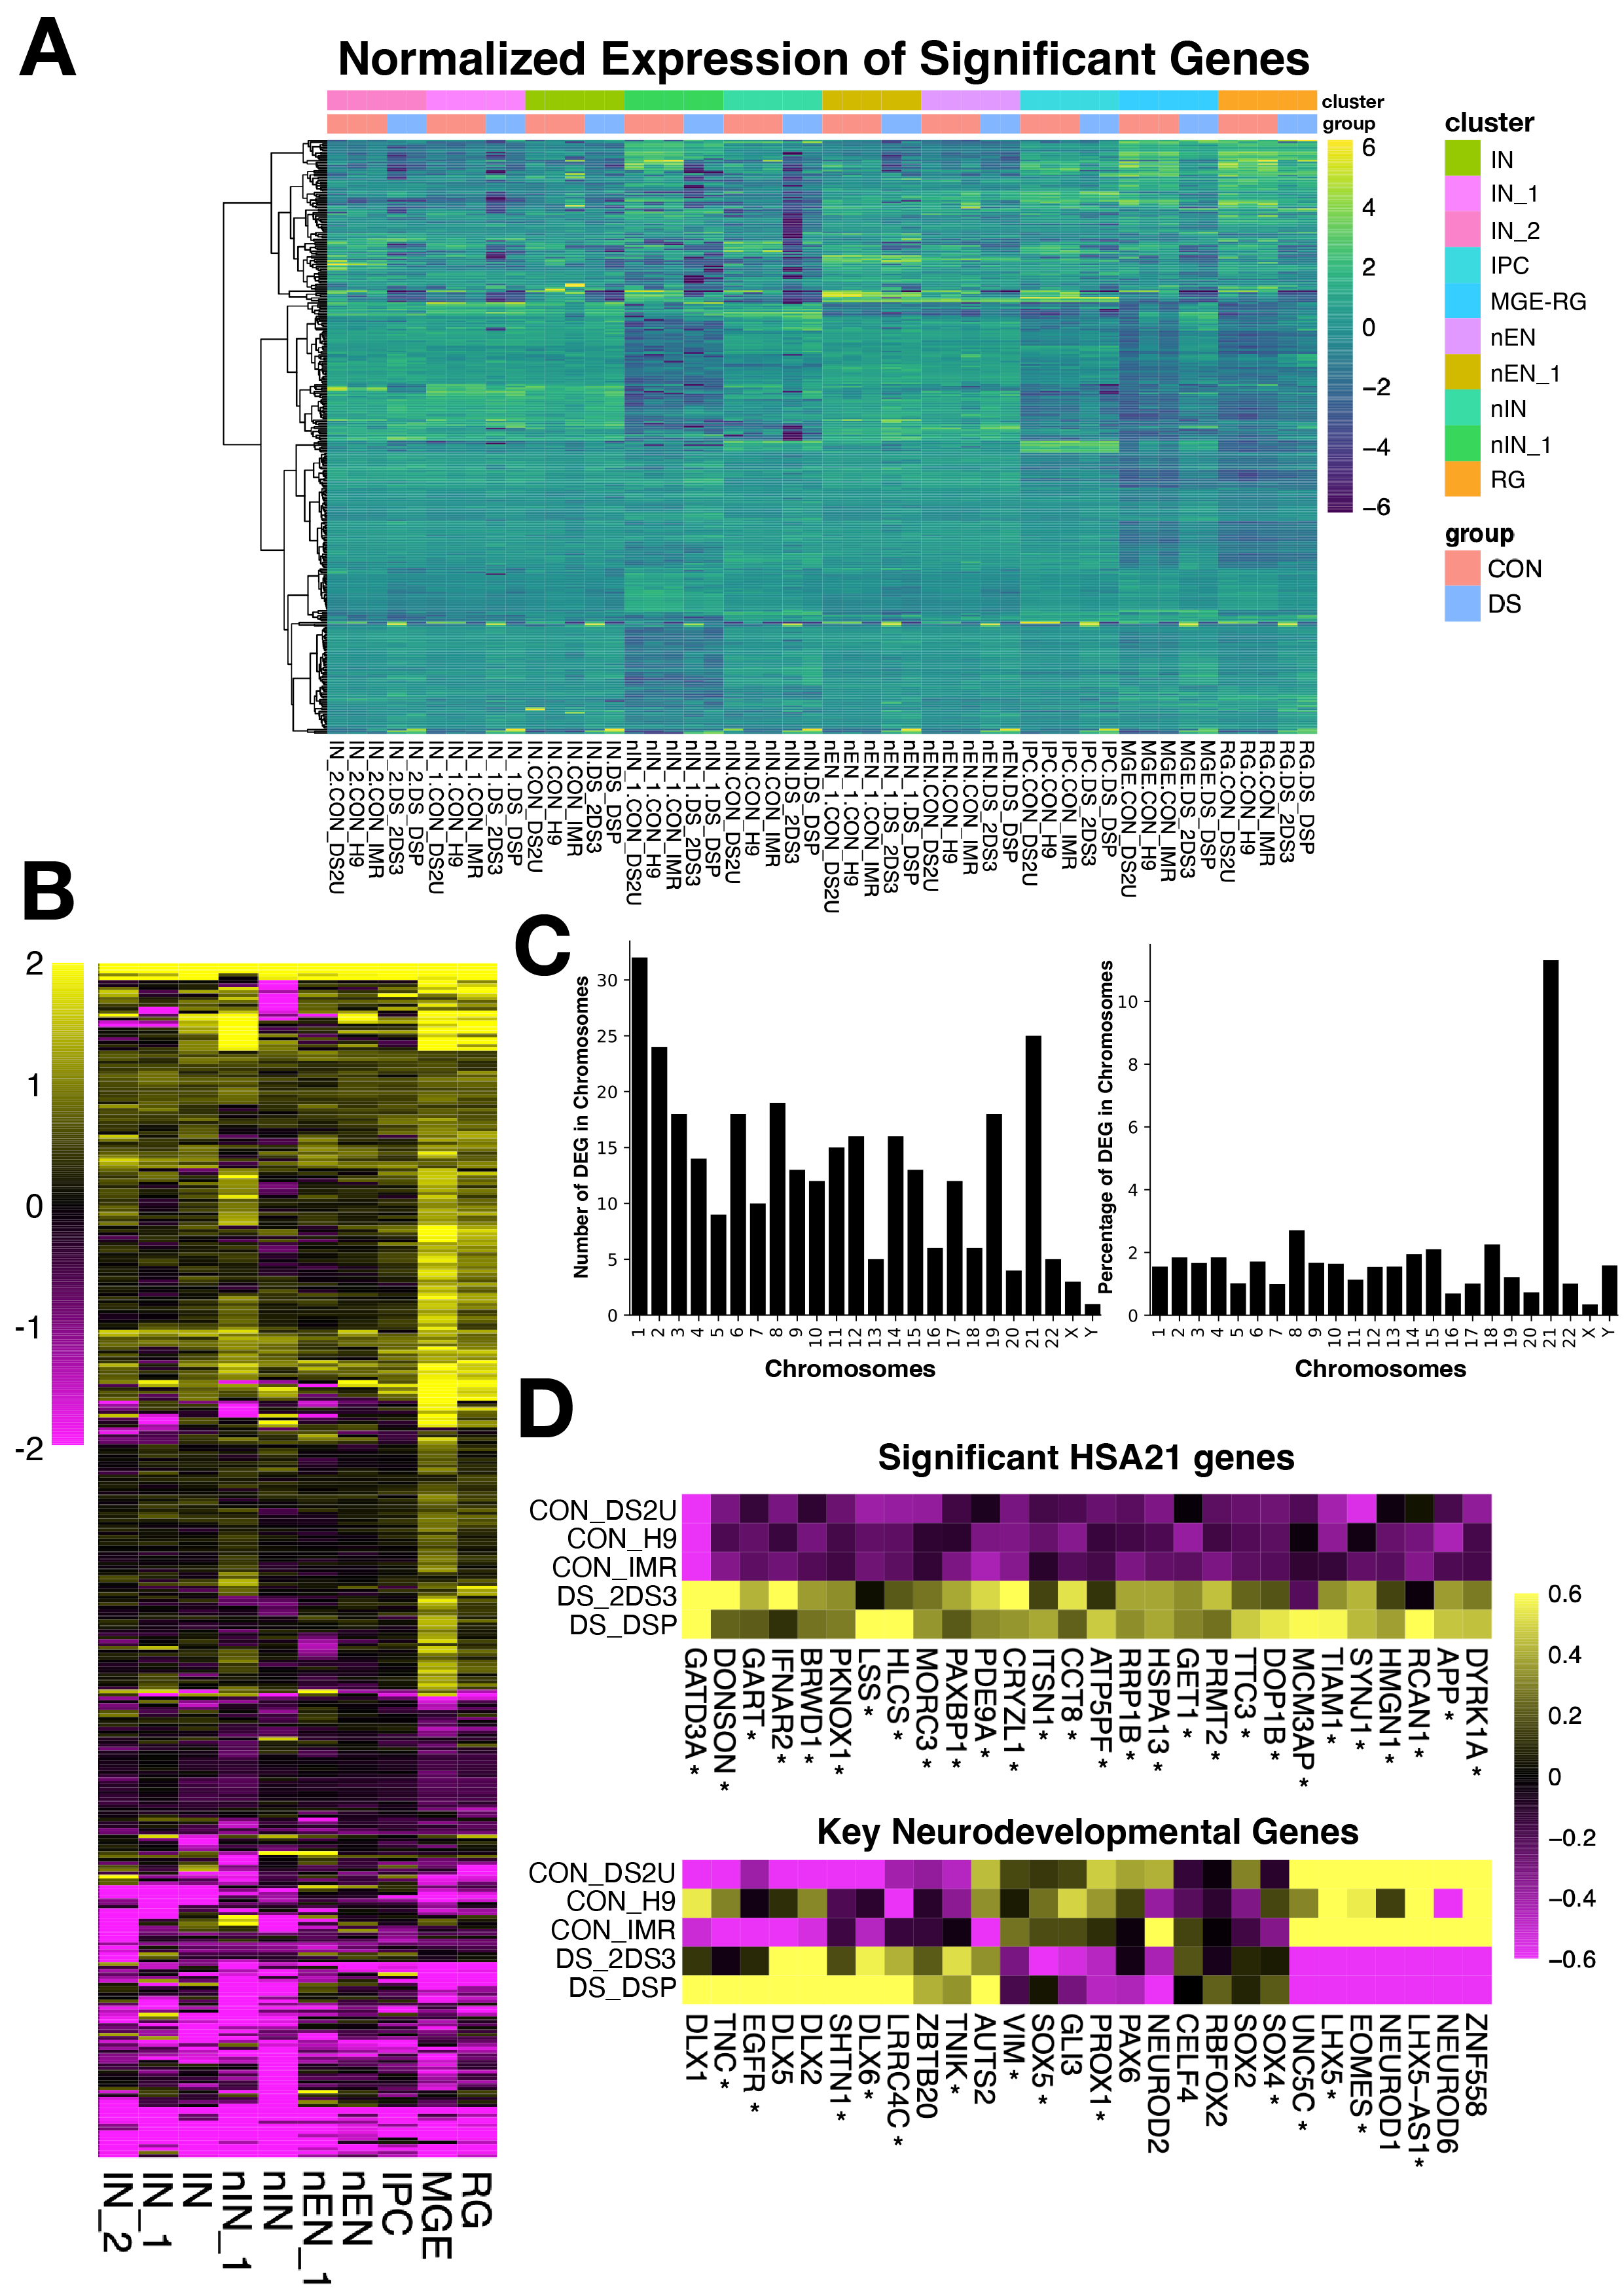 A
Normalized Expression of Significant Genes
cluster
group
6
4
2
0
−2
−4
−6
cluster
IN
IN_1
IN_2
IPC
MGE-RG
nEN
nEN_1
nIN
nIN_1
RG
group
CON
DS
IN_2.CON_DS2U
IN_2.CON_H9
IN_2.CON_IMR
IN_2.DS_2DS3
IN_2.DS_DSP
IN_1.CON_DS2U
IN_1.CON_H9
IN_1.CON_IMR
IN_1.DS_2DS3
IN_1.DS_DSP
IN.CON_DS2U
IN.CON_H9
IN.CON_IMR
IN.DS_2DS3
IN.DS_DSP
nIN_1.CON_DS2U
nIN_1.CON_H9
nIN_1.CON_IMR
nIN_1.DS_2DS3
nIN_1.DS_DSP
nIN.CON_DS2U
nIN.CON_H9
nIN.CON_IMR
nIN.DS_2DS3
nIN.DS_DSP
nEN_1.CON_DS2U
nEN_1.CON_H9
nEN_1.CON_IMR
nEN_1.DS_2DS3
nEN_1.DS_DSP
nEN.CON_DS2U
nEN.CON_H9
nEN.CON_IMR
nEN.DS_2DS3
nEN.DS_DSP
IPC.CON_DS2U
IPC.CON_H9
IPC.CON_IMR
IPC.DS_2DS3
IPC.DS_DSP
MGE.CON_DS2U
MGE.CON_H9
MGE.CON_IMR
MGE.DS_2DS3
MGE.DS_DSP
RG.CON_DS2U
RG.CON_H9
RG.CON_IMR
RG.DS_2DS3
RG.DS_DSP
B
2
1
0
-1
-2
IN_2
IN_1
IN
nIN_1
nIN
nEN_1
nEN
IPC
MGE
RG
C
Number of DEG in Chromosomes
30
25
20
15
10
5
0
1 2 3 4 5 6 7 8 9 10 11 12 13 14 15 16 17 18 19 20 21 22 X Y
Chromosomes
Percentage of DEG in Chromosomes
10
8
6
4
2
0
1 2 3 4 5 6 7 8 9 10 11 12 13 14 15 16 17 18 19 20 21 22 X Y
Chromosomes
D
Significant HSA21 genes
CON_DS2U
CON_H9
CON_IMR
DS_2DS3
DS_DSP
GATD3A *
DONSON *
GART *
IFNAR2 *
BRWD1 *
PKNOX1 *
LSS *
HLCS *
MORC3 *
PAXBP1 *
PDE9A *
CRYZL1 *
ITSN1 *
CCT8 *
ATP5PF *
RRP1B *
HSPA13 *
GET1 *
PRMT2 *
TTC3 *
DOP1B *
MCM3AP *
TIAM1 *
SYNJ1 *
HMGN1 *
RCAN1 *
APP *
DYRK1A *
0.6
0.4
0.2
0
−0.2
−0.4
−0.6
Key Neurodevelopmental Genes
CON_DS2U
CON_H9
CON_IMR
DS_2DS3
DS_DSP
DLX1
TNC *
EGFR *
DLX5
DLX2
SHTN1 *
DLX6 *
LRRC4C *
ZBTB20
TNIK *
AUTS2
VIM *
SOX5 *
GLI3
PROX1 *
PAX6
NEUROD2
CELF4
RBFOX2
SOX2
SOX4 *
UNC5C *
LHX5 *
EOMES *
NEUROD1
LHX5−AS1 *
NEUROD6
ZNF558